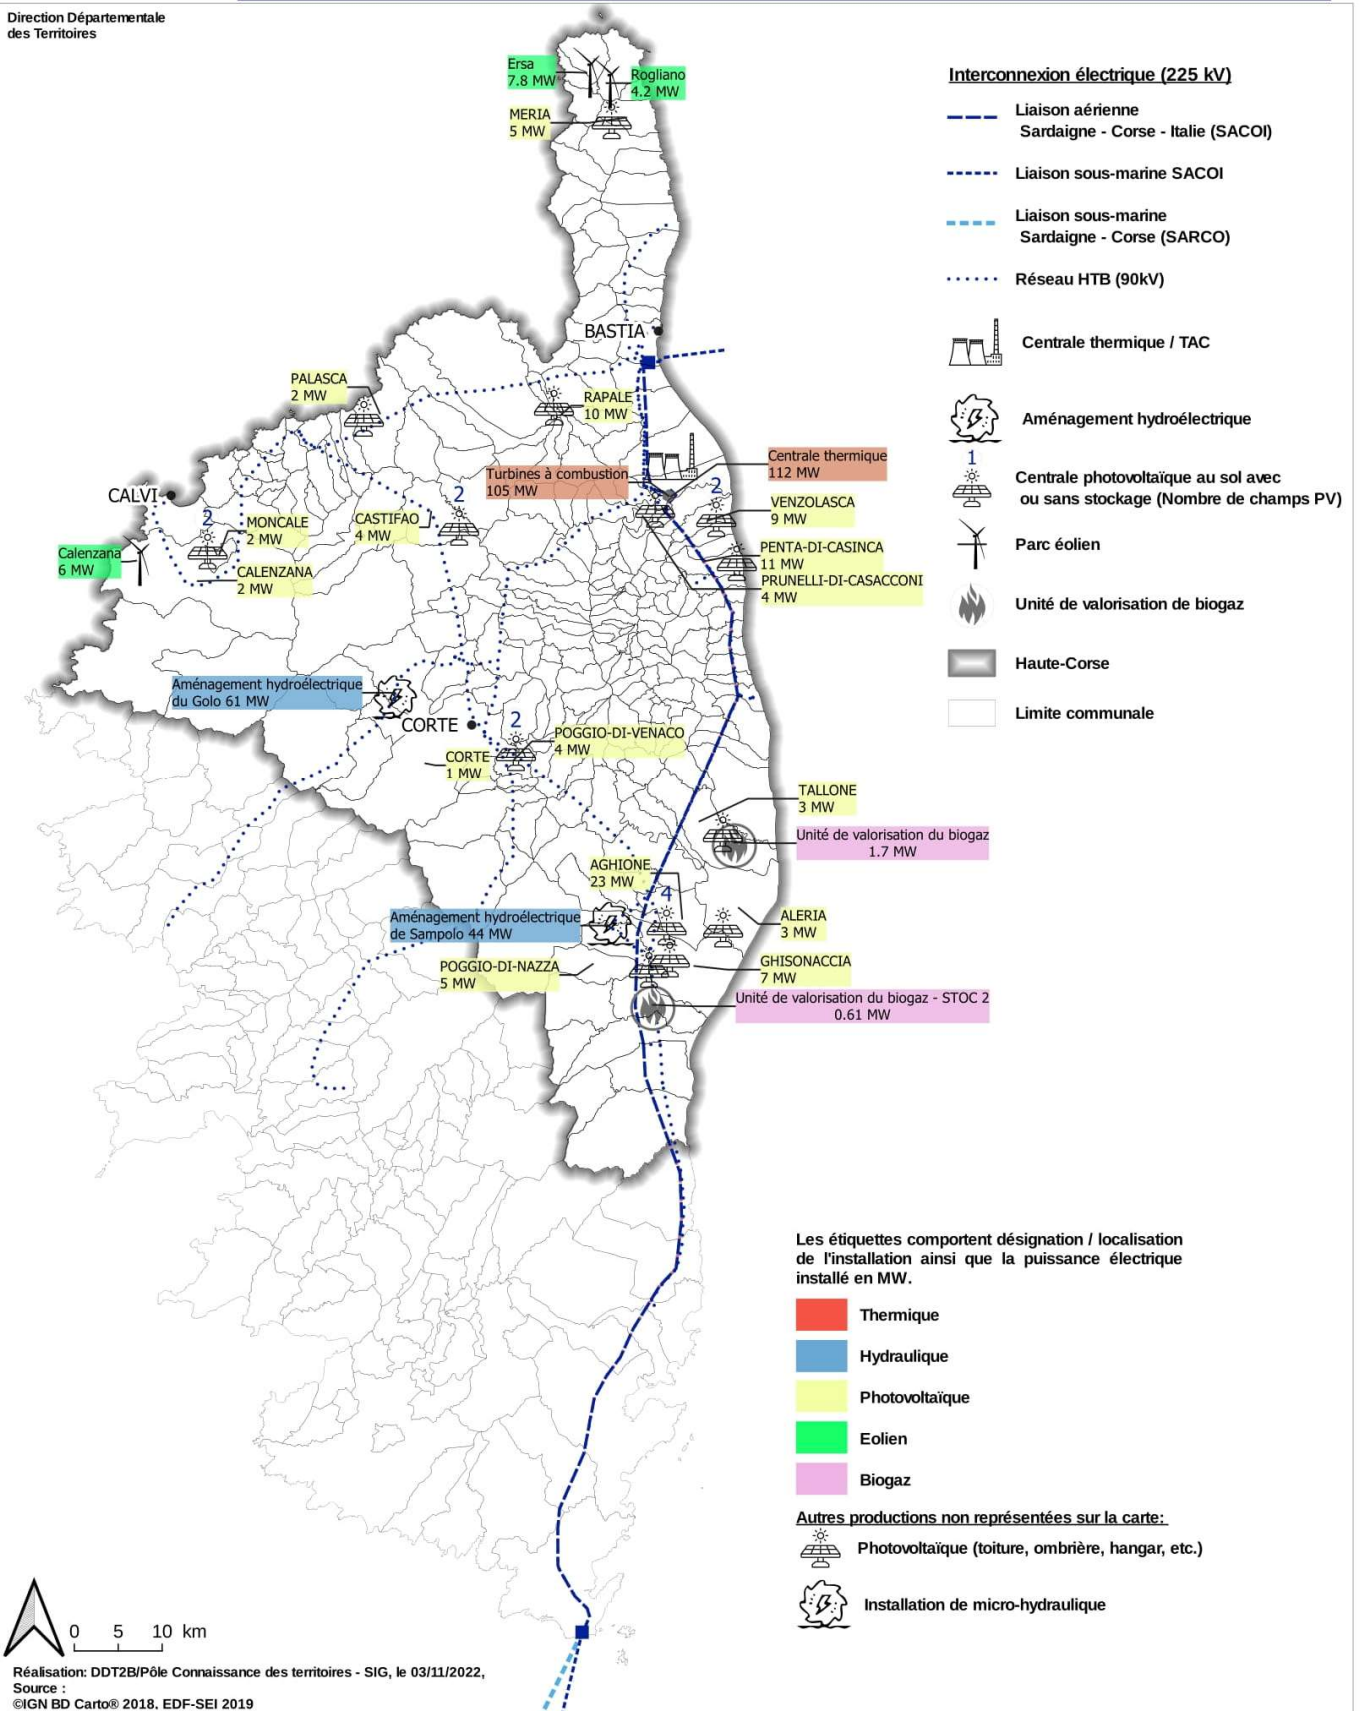 Direction Départementale
des Territoires
Ersa
7.8 MW
Rogliano
4.2 MW
MERIA
5 MW
BASTIA
PALASCA
2 MW
RAPALE
10 MW
Turbines à combustion
105 MW
Centrale thermique
112 MW
CALVI
2
MONCALE
2 MW
CASTIFAO
4 MW
2
2
VENZOLASCA
9 MW
Calenzana
6 MW
CALENZANA
2 MW
PENTA-DI-CASINCA
11 MW
PRUNELLI-DI-CASACCONI
4 MW
Aménagement hydroélectrique
du Golo 61 MW
CORTE
2
POGGIO-DI-VENACO
4 MW
CORTE
1 MW
TALLONE
3 MW
Unité de valorisation du biogaz
1.7 MW
AGHIONE
23 MW
4
Aménagement hydroélectrique
de Sampolo 44 MW
ALERIA
3 MW
POGGIO-DI-NAZZA
5 MW
GHISONACCIA
7 MW
Unité de valorisation du biogaz - STOC 2
0.61 MW
Interconnexion électrique (225 kV)
Liaison aérienne
Sardaigne - Corse - Italie (SACOI)
Liaison sous-marine SACOI
Liaison sous-marine
Sardaigne - Corse (SARCO)
Réseau HTB (90kV)
Centrale thermique / TAC
Aménagement hydroélectrique
1
Centrale photovoltaïque au sol avec
ou sans stockage (Nombre de champs PV)
Parc éolien
Unité de valorisation de biogaz
Haute-Corse
Limite communale
Les étiquettes comportent désignation / localisation
de l'installation ainsi que la puissance électrique
installé en MW.
Thermique
Hydraulique
Photovoltaïque
Eolien
Biogaz
Autres productions non représentées sur la carte:
Photovoltaïque (toiture, ombrière, hangar, etc.)
Installation de micro-hydraulique
0 5 10 km
Réalisation: DDT2B/Pôle Connaissance des territoires - SIG, le 03/11/2022,
Source :
©IGN BD Carto® 2018, EDF-SEI 2019